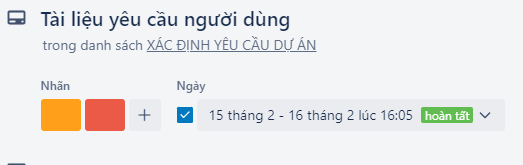 Tài liệu yêu cầu người dùng
trong danh sách XÁC ĐỊNH YÊU CẦU DỰ ÁN
Nhãn
Ngày
15 tháng 2 - 16 tháng 2 lúc 16:05 hoàn tất